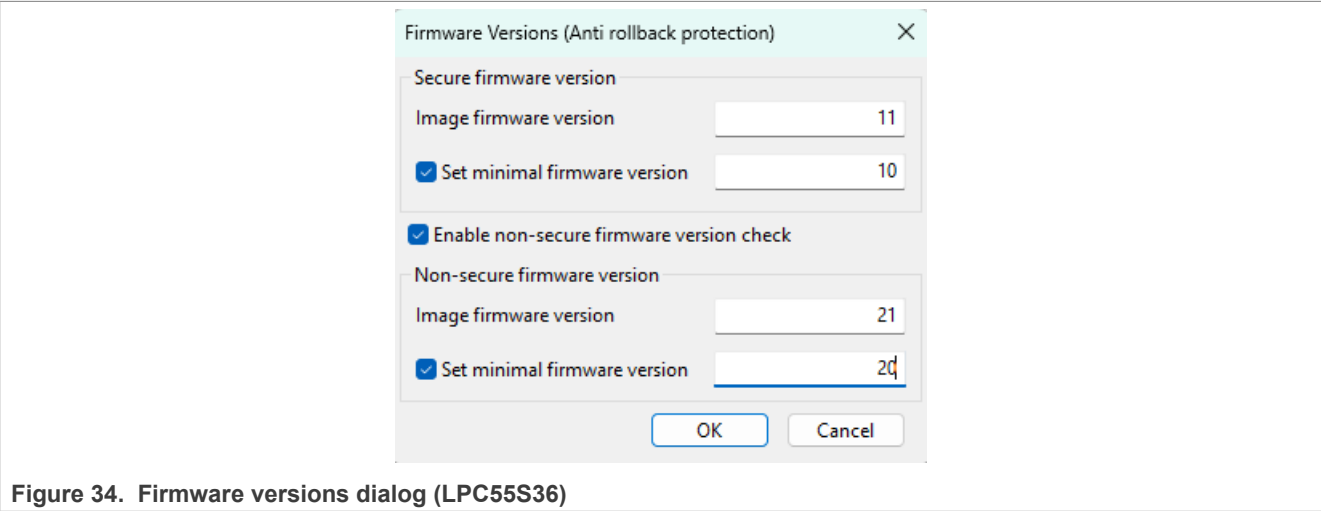 Firmware Versions (Anti rollback protection)
Secure firmware version
Image firmware version 11
Set minimal firmware version 10
Enable non-secure firmware version check
Non-secure firmware version
Image firmware version 21
Set minimal firmware version 20
OK Cancel
Figure 34. Firmware versions dialog (LPC55S36)